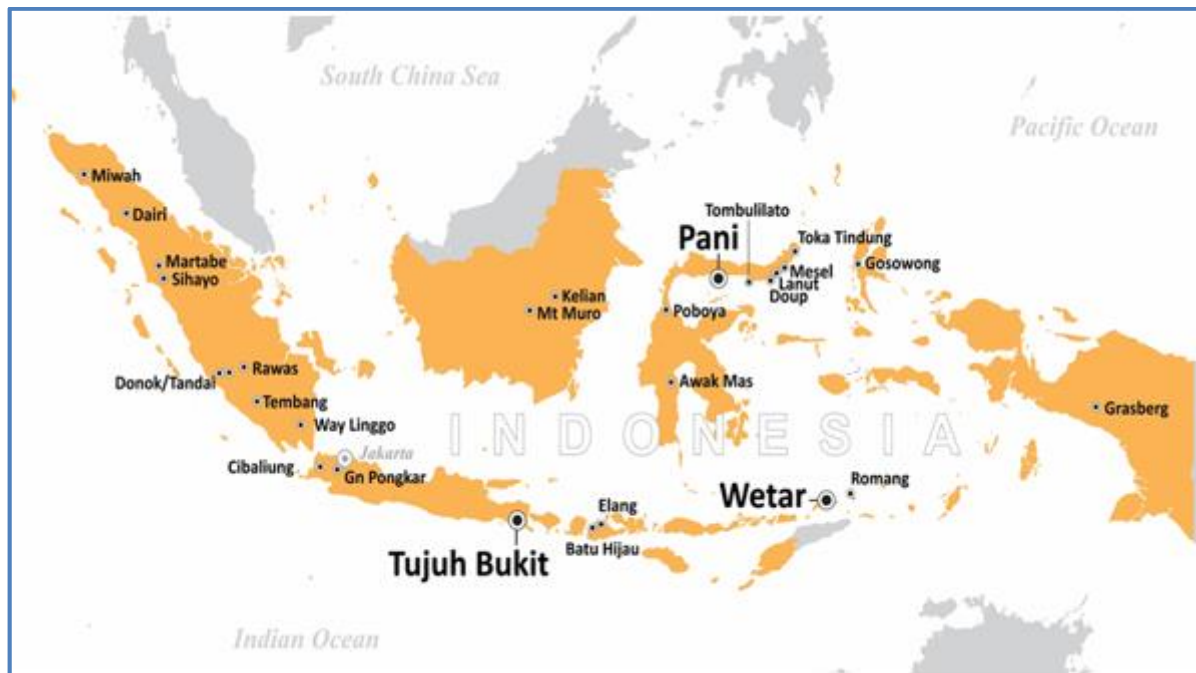 South China Sea
Pacific Ocean
Miwah
Dairi
Martabe
Sihayo
Donok/Tandai
Rawas
Tembang
Way Linggo
Cibaliung
Jakarta
Gn Pongkar
Kelian
Mt Muro
Tombulilato
Pani
Toka Tindung
Mesel
Lanut
Doup
Gosowong
Poboya
Awak Mas
Grasberg
INDONESIA
Romang
Wetar
Elang
Batu Hijau
Tujuh Bukit
Indian Ocean